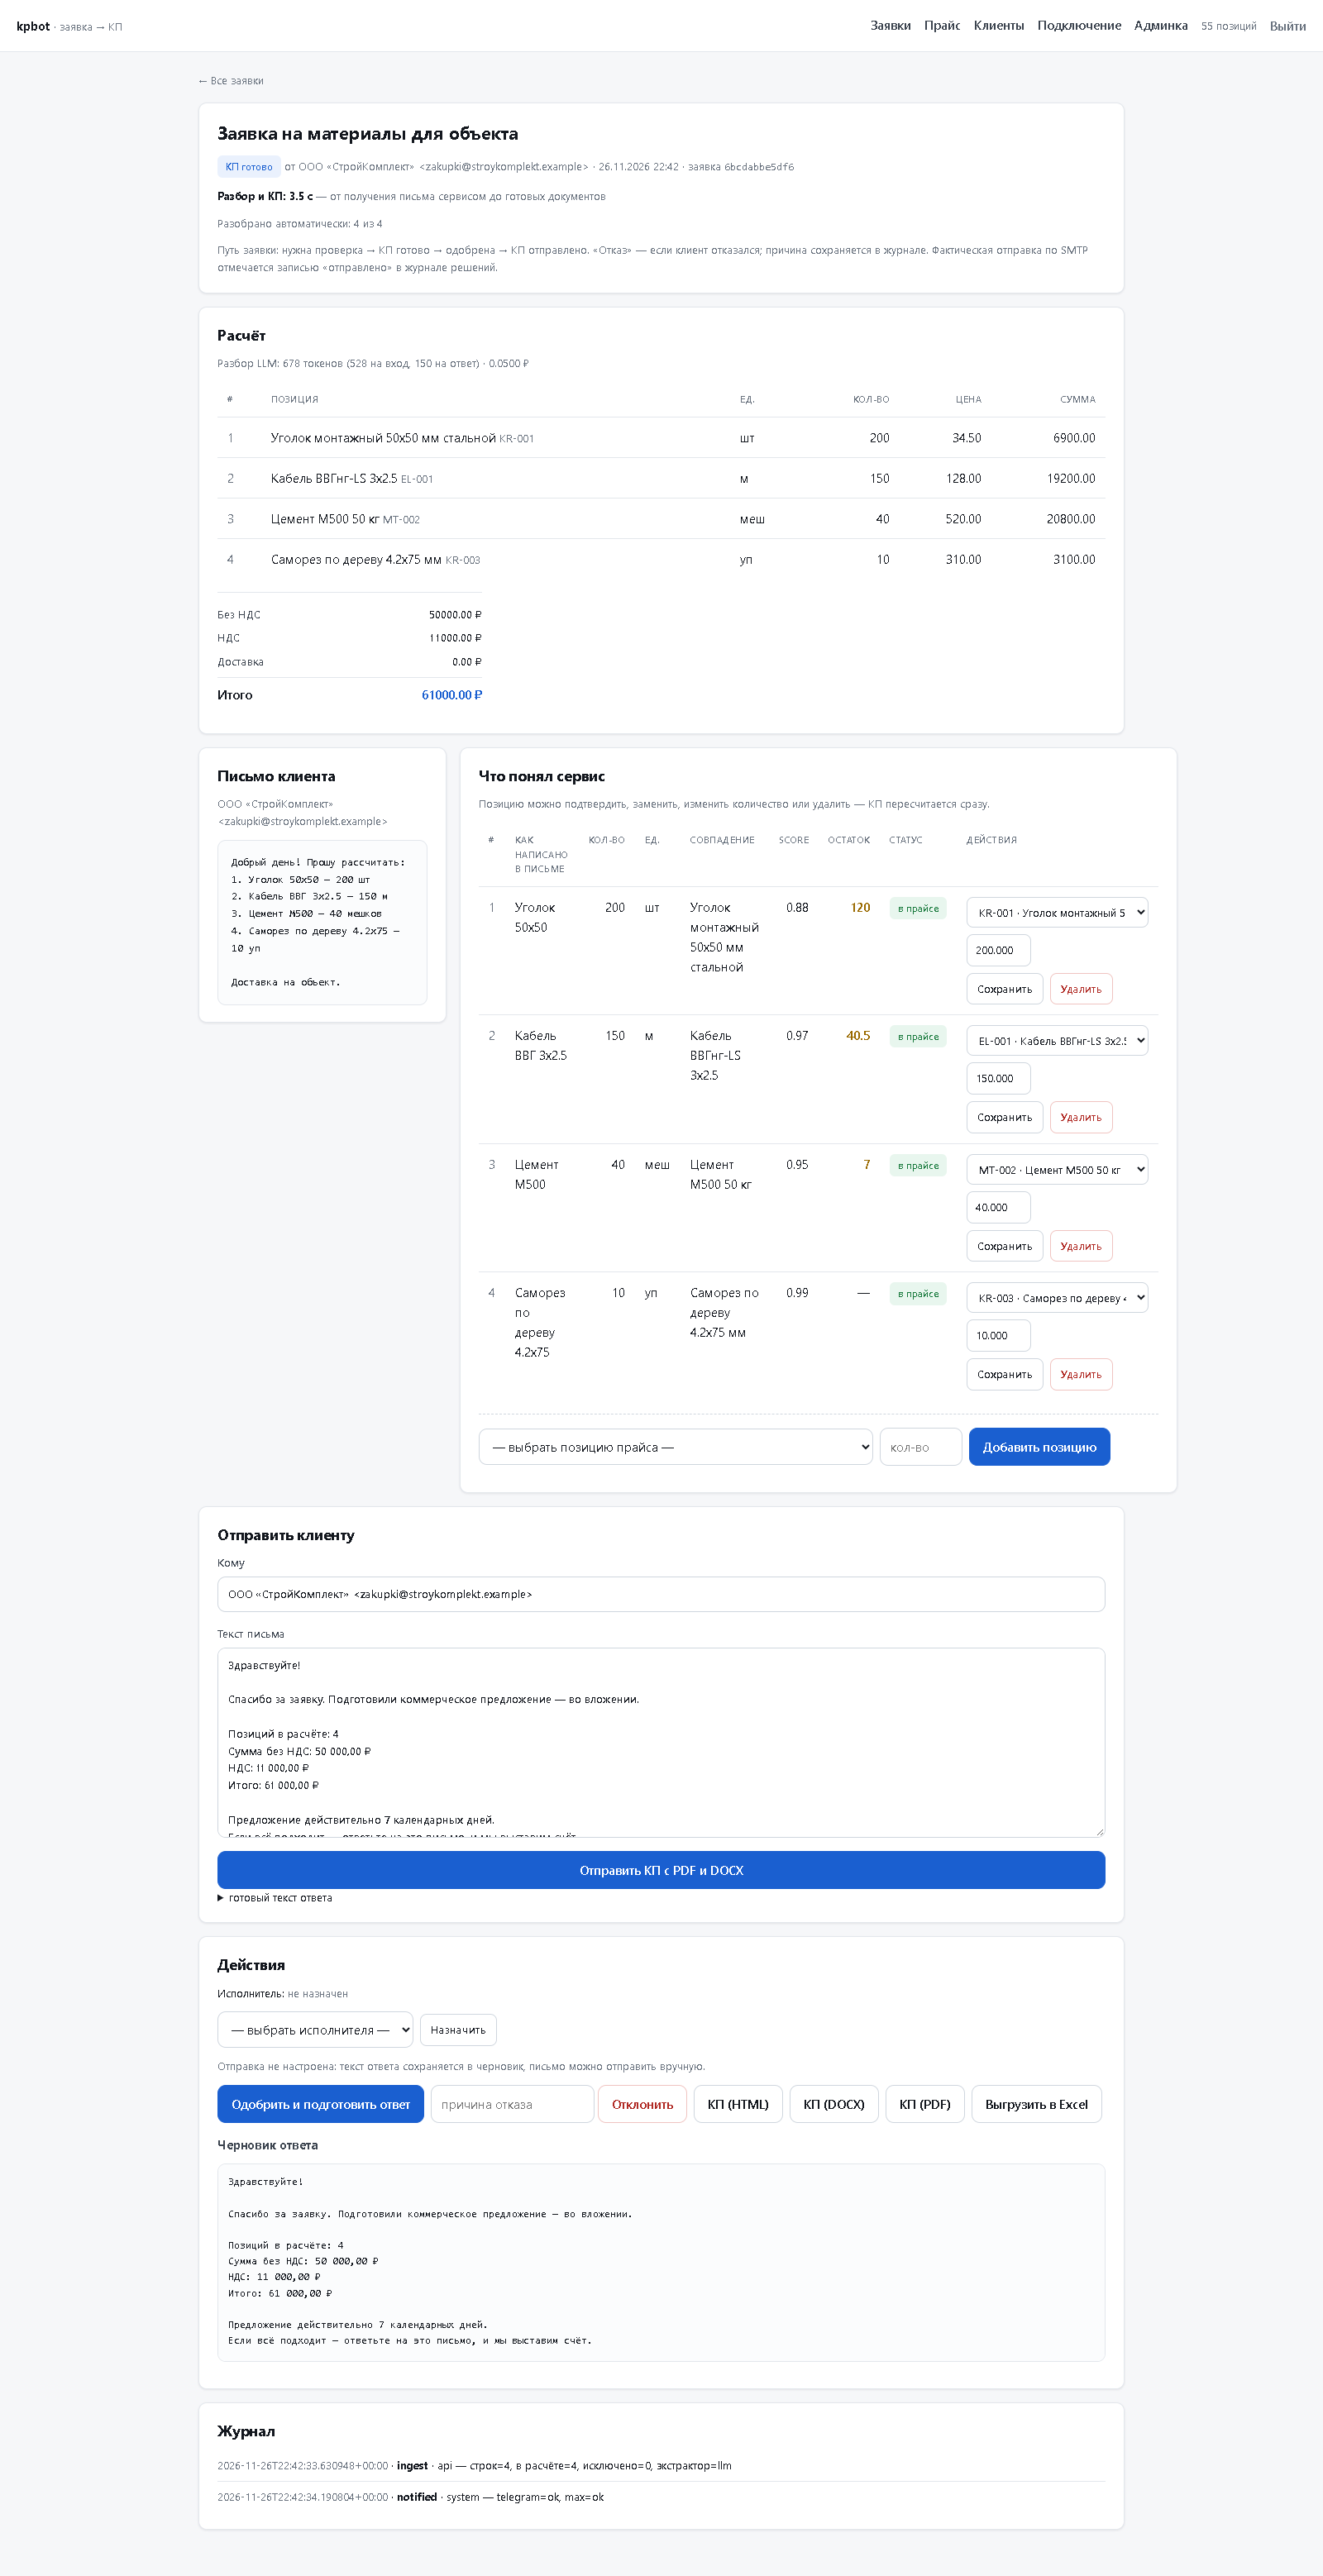 kpbot · заявка → КП
Заявки Прайс Клиенты Подключение Админка 55 позиций Выйти
← Все заявки
Заявка на материалы для объекта
КП готово от ООО «СтройКомплект» <zakupki@stroykomplekt.example> · 26.11.2026 22:42 · заявка 6bcdabbe5df6
Разбор и КП: 3.5 с — от получения письма сервисом до готовых документов
Разобрано автоматически: 4 из 4
Путь заявки: нужна проверка → КП готово → одобрена → КП отправлено. «Отказ» — если клиент отказался; причина сохраняется в журнале. Фактическая отправка по SMTP
отмечается записью «отправлено» в журнале решений.
Расчёт
Разбор LLM: 678 токенов (528 на вход, 150 на ответ) · 0.0500 ₽
# ПОЗИЦИЯ ЕД. КОЛ-ВО ЦЕНА СУММА
1 Уголок монтажный 50x50 мм стальной KR-001 шт 200 34.50 6900.00
2 Кабель ВВГнг-LS 3x2.5 EL-001 м 150 128.00 19200.00
3 Цемент М500 50 кг MT-002 меш 40 520.00 20800.00
4 Саморез по дереву 4.2x75 мм KR-003 уп 10 310.00 3100.00
Без НДС 50000.00 ₽
НДС 11000.00 ₽
Доставка 0.00 ₽
Итого 61000.00 ₽
Письмо клиента
ООО «СтройКомплект»
<zakupki@stroykomplekt.example>
Добрый день! Прошу рассчитать:
1. Уголок 50x50 — 200 шт
2. Кабель ВВГ 3x2.5 — 150 м
3. Цемент М500 — 40 мешков
4. Саморез по дереву 4.2x75 —
10 уп
Доставка на объект.
Что понял сервис
Позицию можно подтвердить, заменить, изменить количество или удалить — КП пересчитается сразу.
# КАК НАПИСАНО В ПИСЬМЕ КОЛ-ВО ЕД. СОВПАДЕНИЕ SCORE ОСТАТОК СТАТУС ДЕЙСТВИЯ
1 Уголок 50x50 200 шт Уголок монтажный 50x50 мм стальной 0.88 120 в прайсе KR-001 · Уголок монтажный 5
200.000
Сохранить Удалить
2 Кабель ВВГ 3x2.5 150 м Кабель ВВГнг-LS 3x2.5 0.97 40.5 в прайсе EL-001 · Кабель ВВГнг-LS 3x2.5
150.000
Сохранить Удалить
3 Цемент М500 40 меш Цемент М500 50 кг 0.95 7 в прайсе MT-002 · Цемент М500 50 кг
40.000
Сохранить Удалить
4 Саморез по дереву 4.2x75 10 уп Саморез по дереву 4.2x75 мм 0.99 — в прайсе KR-003 · Саморез по дереву 4
10.000
Сохранить Удалить
— выбрать позицию прайса — кол-во Добавить позицию
Отправить клиенту
Кому
ООО «СтройКомплект» <zakupki@stroykomplekt.example>
Текст письма
Здравствуйте!
Спасибо за заявку. Подготовили коммерческое предложение — во вложении.
Позиций в расчёте: 4
Сумма без НДС: 50 000,00 ₽
НДС: 11 000,00 ₽
Итого: 61 000,00 ₽
Предложение действительно 7 календарных дней.
Если всё подходит — ответьте на это письмо, и мы выставим счёт.
Отправить КП с PDF и DOCX
▶ готовый текст ответа
Действия
Исполнитель: не назначен
— выбрать исполнителя — Назначить
Отправка не настроена: текст ответа сохраняется в черновик, письмо можно отправить вручную.
Одобрить и подготовить ответ причина отказа Отклонить КП (HTML) КП (DOCX) КП (PDF) Выгрузить в Excel
Черновик ответа
Здравствуйте!
Спасибо за заявку. Подготовили коммерческое предложение — во вложении.
Позиций в расчёте: 4
Сумма без НДС: 50 000,00 ₽
НДС: 11 000,00 ₽
Итого: 61 000,00 ₽
Предложение действительно 7 календарных дней.
Если всё подходит — ответьте на это письмо, и мы выставим счёт.
Журнал
2026-11-26T22:42:33.630948+00:00 · ingest · api — строк=4, в расчёте=4, исключено=0, экстрактор=llm
2026-11-26T22:42:34.190804+00:00 · notified · system — telegram=ok, max=ok